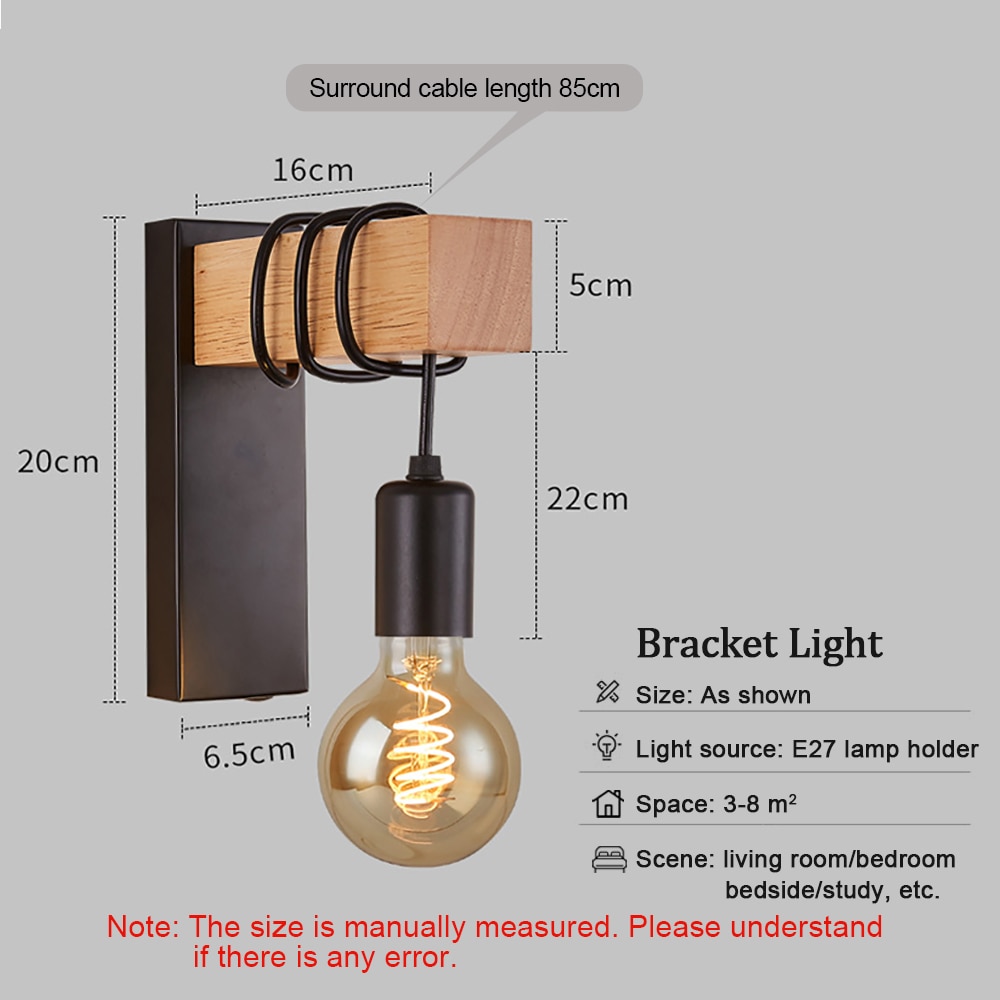 Surround cable length 85cm
16cm
5cm
20cm
22cm
6.5cm
Bracket Light
Size: As shown
Light source: E27 lamp holder
Space: 3-8 m²
Scene: living room/bedroom
bedside/study, etc.
Note: The size is manually measured. Please understand
if there is any error.